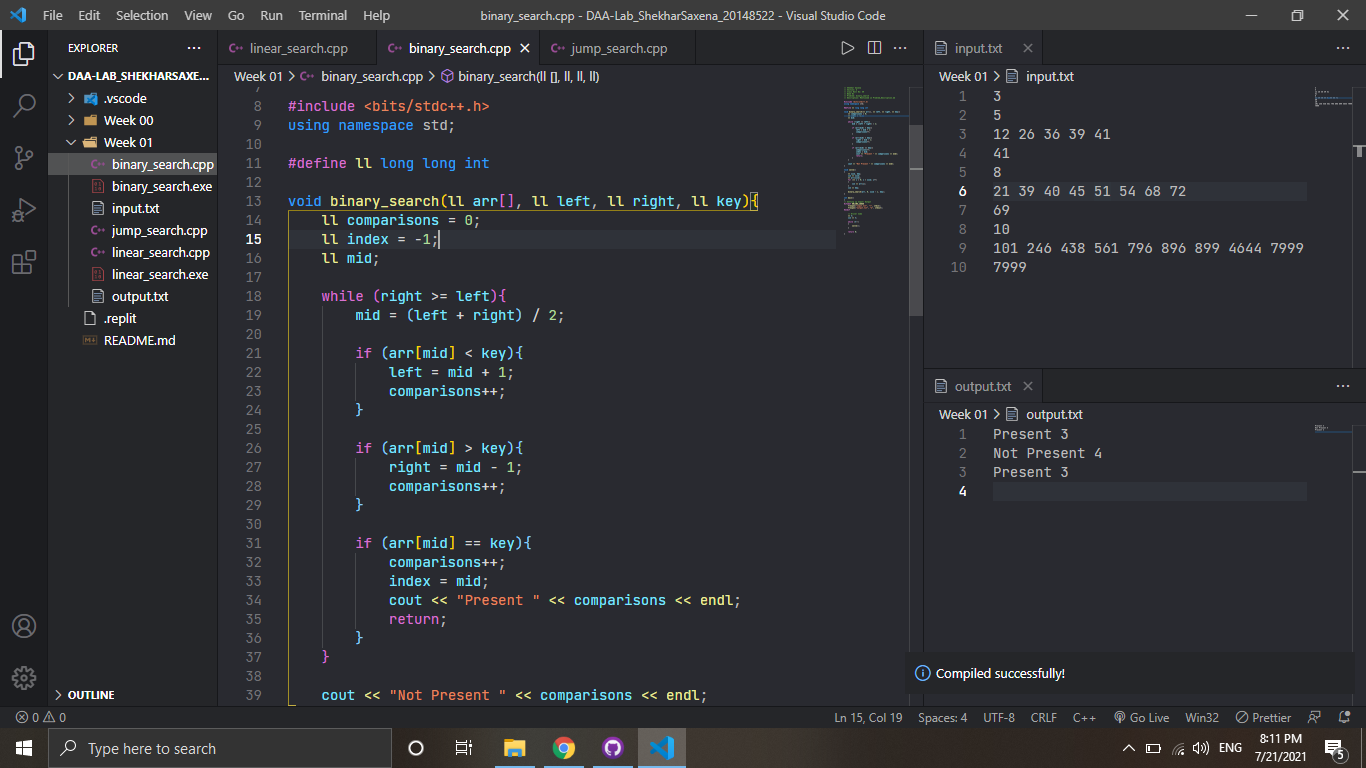 File Edit Selection View Go Run Terminal Help
binary_search.cpp - DAA-Lab_ShekharSaxena_20148522 - Visual Studio Code
EXPLORER
DAA-LAB_SHEKHARSAXE...
.vscode
Week 00
Week 01
binary_search.cpp
binary_search.exe
input.txt
jump_search.cpp
linear_search.cpp
linear_search.exe
output.txt
.replit
README.md
OUTLINE
linear_search.cpp binary_search.cpp jump_search.cpp
Week 01 > binary_search.cpp > binary_search(ll [], ll, ll, ll)
7
8 #include <bits/stdc++.h>
9 using namespace std;
10
11 #define ll long long int
12
13 void binary_search(ll arr[], ll left, ll right, ll key){
14 ll comparisons = 0;
15 ll index = -1;
16 ll mid;
17
18 while (right >= left){
19 mid = (left + right) / 2;
20
21 if (arr[mid] < key){
22 left = mid + 1;
23 comparisons++;
24 }
25
26 if (arr[mid] > key){
27 right = mid - 1;
28 comparisons++;
29 }
30
31 if (arr[mid] == key){
32 comparisons++;
33 index = mid;
34 cout << "Present " << comparisons << endl;
35 return;
36 }
37 }
38
39 cout << "Not Present " << comparisons << endl;
input.txt
Week 01 > input.txt
1 3
2 5
3 12 26 36 39 41
4 41
5 8
6 21 39 40 45 51 54 68 72
7 69
8 10
9 101 246 438 561 796 896 899 4644 7999
10 7999
output.txt
Week 01 > output.txt
1 Present 3
2 Not Present 4
3 Present 3
4
Compiled successfully!
0 0
Ln 15, Col 19 Spaces: 4 UTF-8 CRLF C++ Go Live Win32 Prettier
Type here to search
ENG
8:11 PM
7/21/2021
5